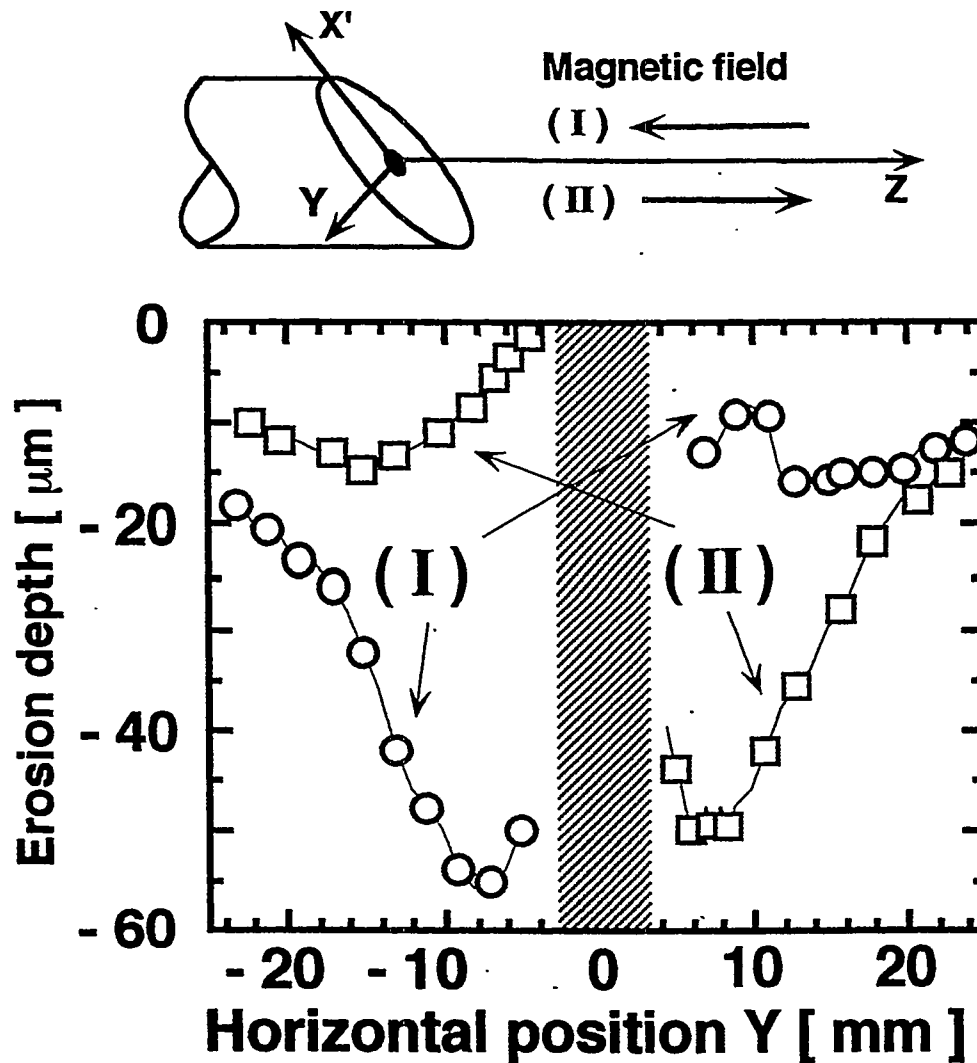 X'
Magnetic field
( I )
Y
( II )
Z
0
- 20
- 40
- 60
Erosion depth [ μm ]
( I )
( II )
- 20 - 10 0 10 20
Horizontal position Y [ mm ]